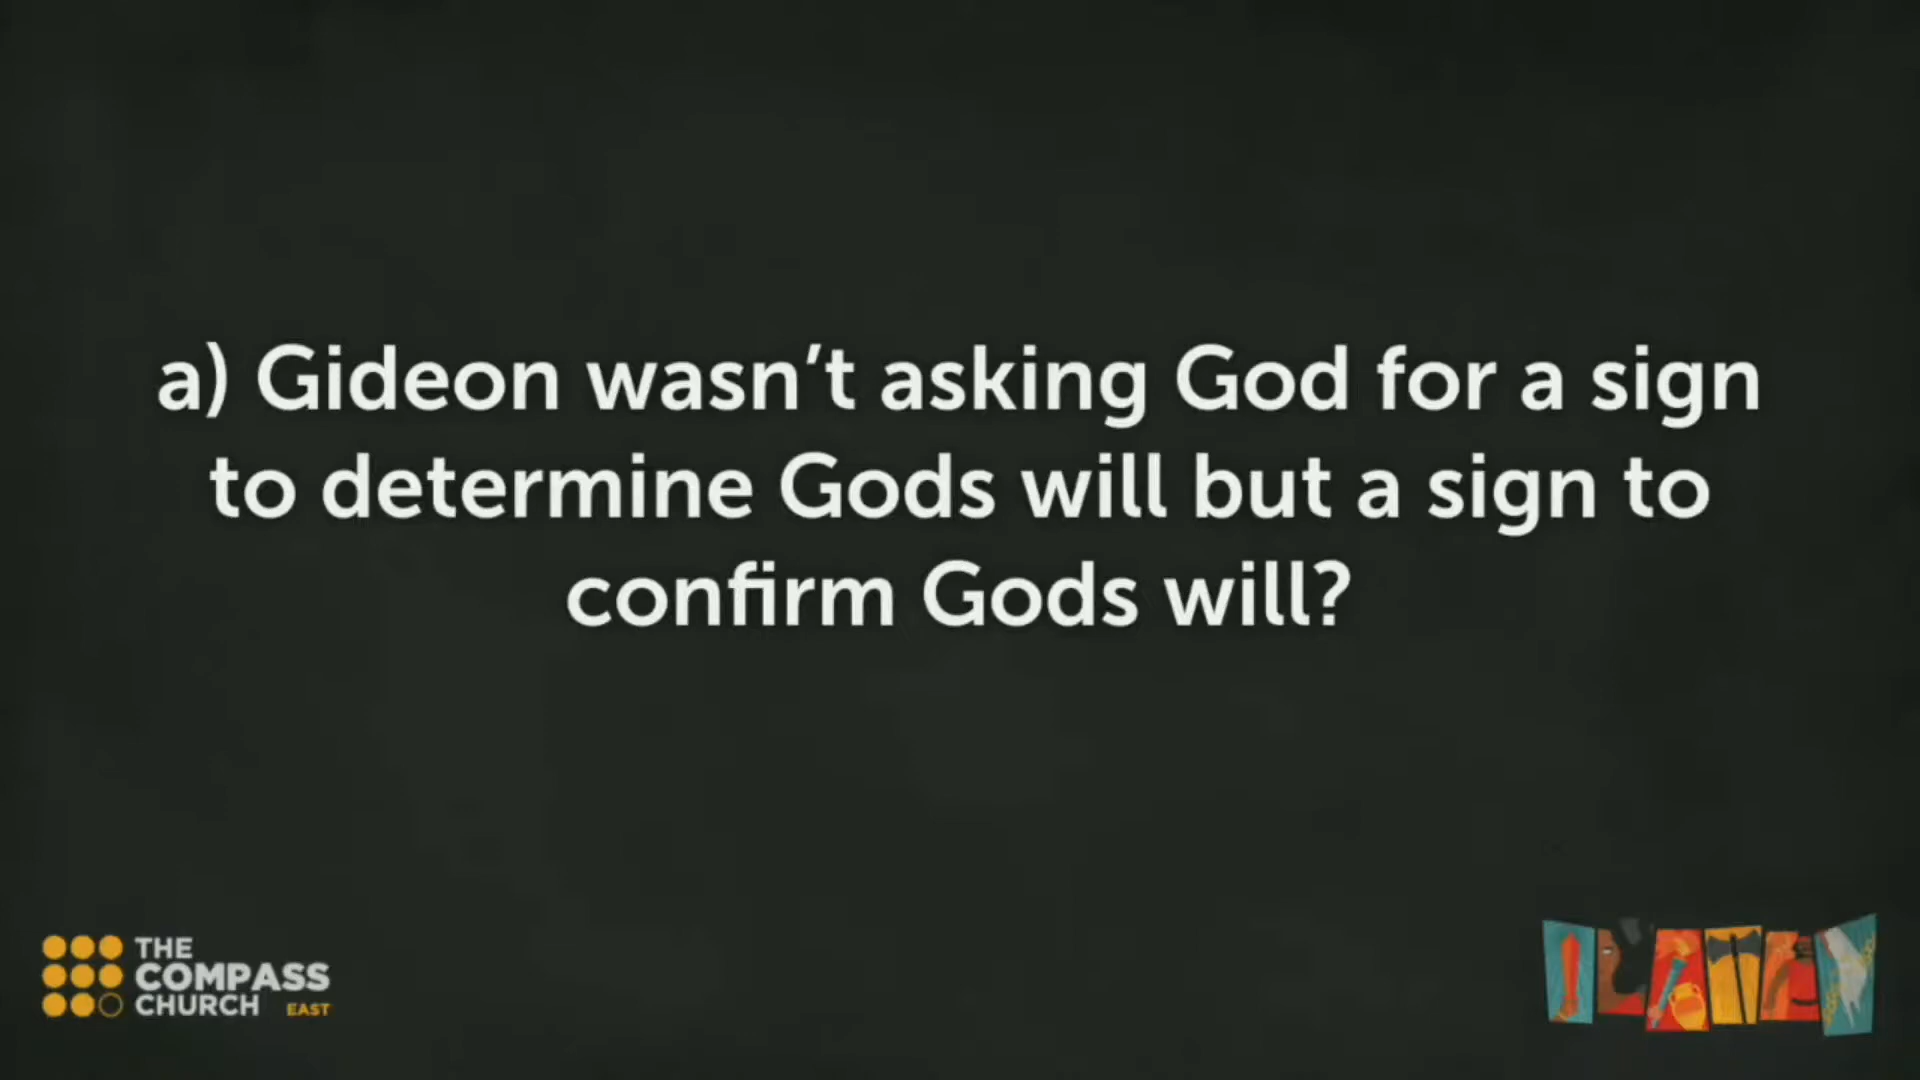 a) Gideon wasn’t asking God for a sign
to determine Gods will but a sign to
confirm Gods will?
THE
COMPASS
CHURCH EAST